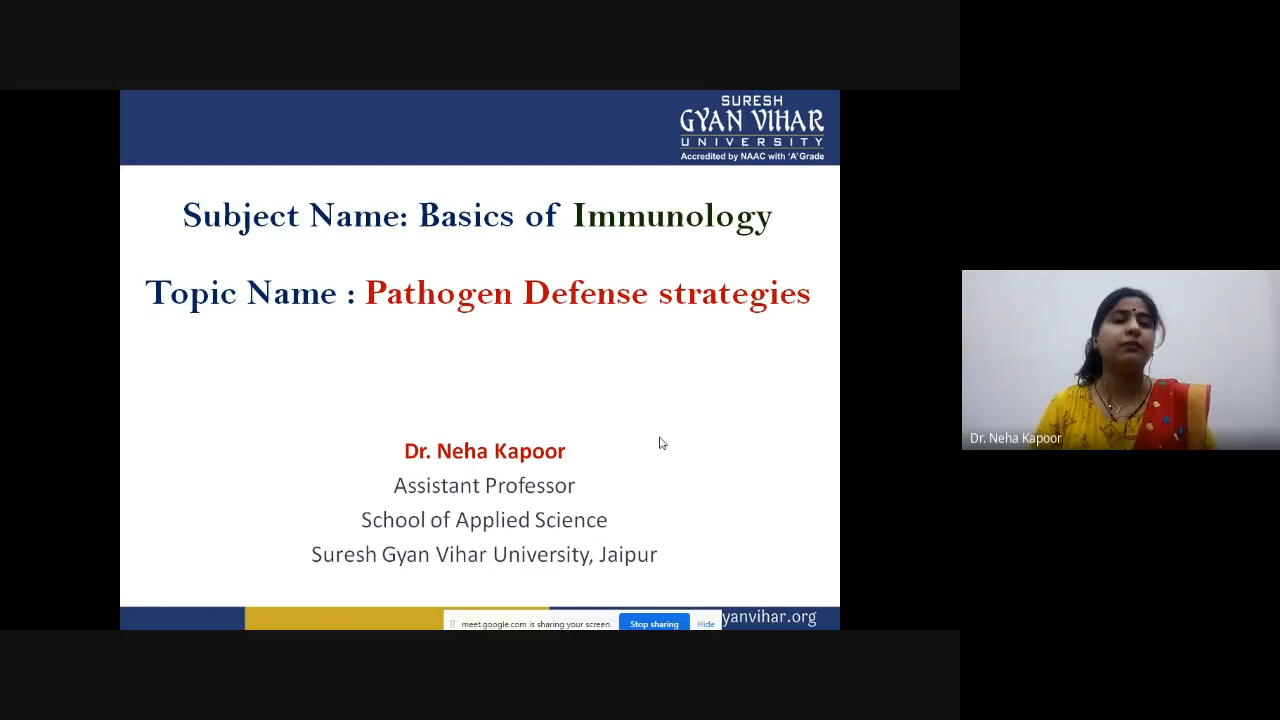 SURESH
GYAN VIHAR
UNIVERSITY
Accredited by NAAC with 'A' Grade
Subject Name: Basics of Immunology
Topic Name : Pathogen Defense strategies
Dr. Neha Kapoor
Assistant Professor
School of Applied Science
Suresh Gyan Vihar University, Jaipur
Dr. Neha Kapoor
meet.google.com is sharing your screen. Stop sharing Hide
yanvihar.org